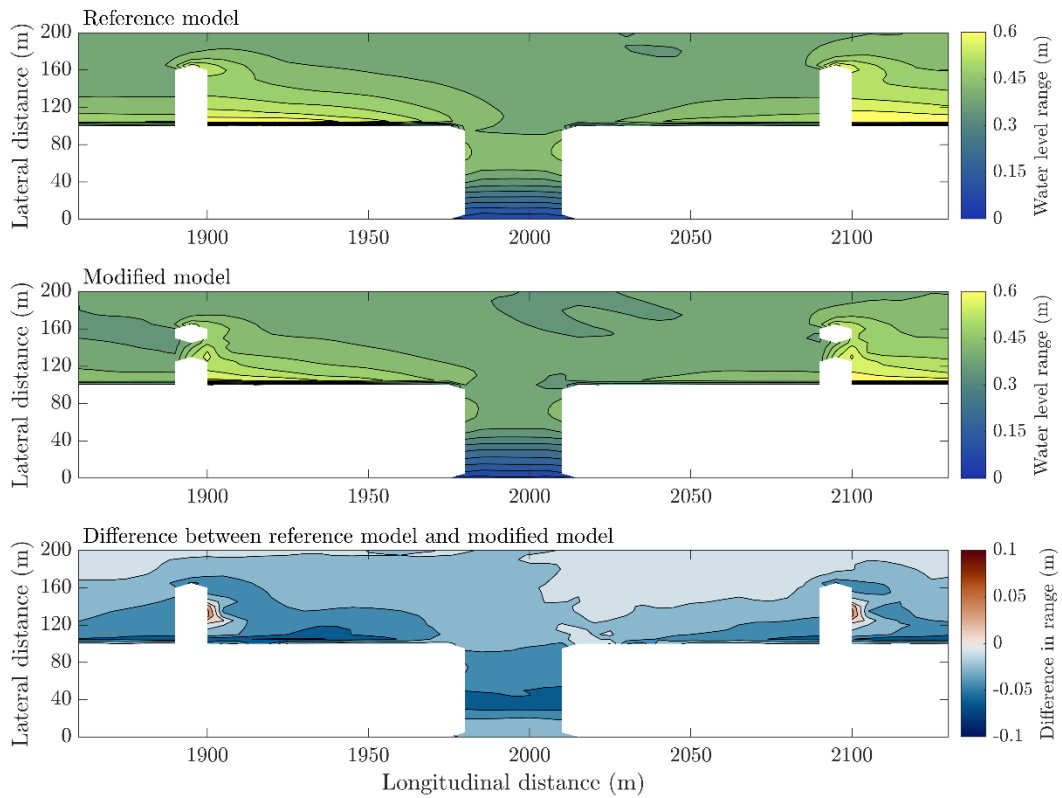 Reference model
200
160
120
80
40
0
Lateral distance (m)
1900 1950 2000 2050 2100
0.6
0.45
0.3
0.15
0
Water level range (m)
Modified model
200
160
120
80
40
0
Lateral distance (m)
1900 1950 2000 2050 2100
0.6
0.45
0.3
0.15
0
Water level range (m)
Difference between reference model and modified model
200
160
120
80
40
0
Lateral distance (m)
1900 1950 2000 2050 2100
Longitudinal distance (m)
0.1
0.05
0
-0.05
-0.1
Difference in range (m)